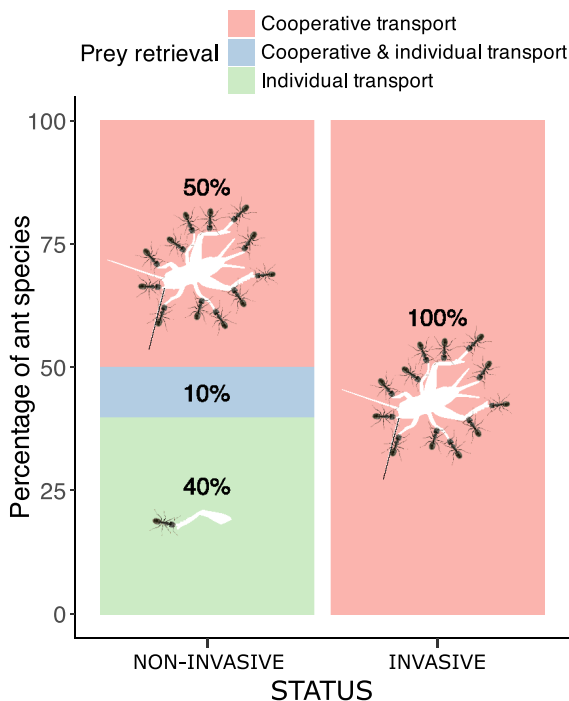 Prey retrieval
Cooperative transport
Cooperative & individual transport
Individual transport
Percentage of ant species
100
75
50
25
0
50%
10%
40%
100%
NON-INVASIVE
INVASIVE
STATUS